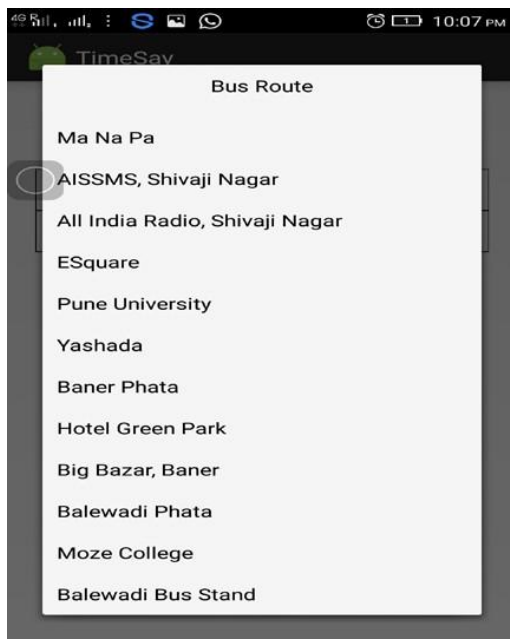 4G R 10:07 PM
TimeSav
Bus Route
Ma Na Pa
AISSMS, Shivaji Nagar
All India Radio, Shivaji Nagar
ESquare
Pune University
Yashada
Baner Phata
Hotel Green Park
Big Bazar, Baner
Balewadi Phata
Moze College
Balewadi Bus Stand